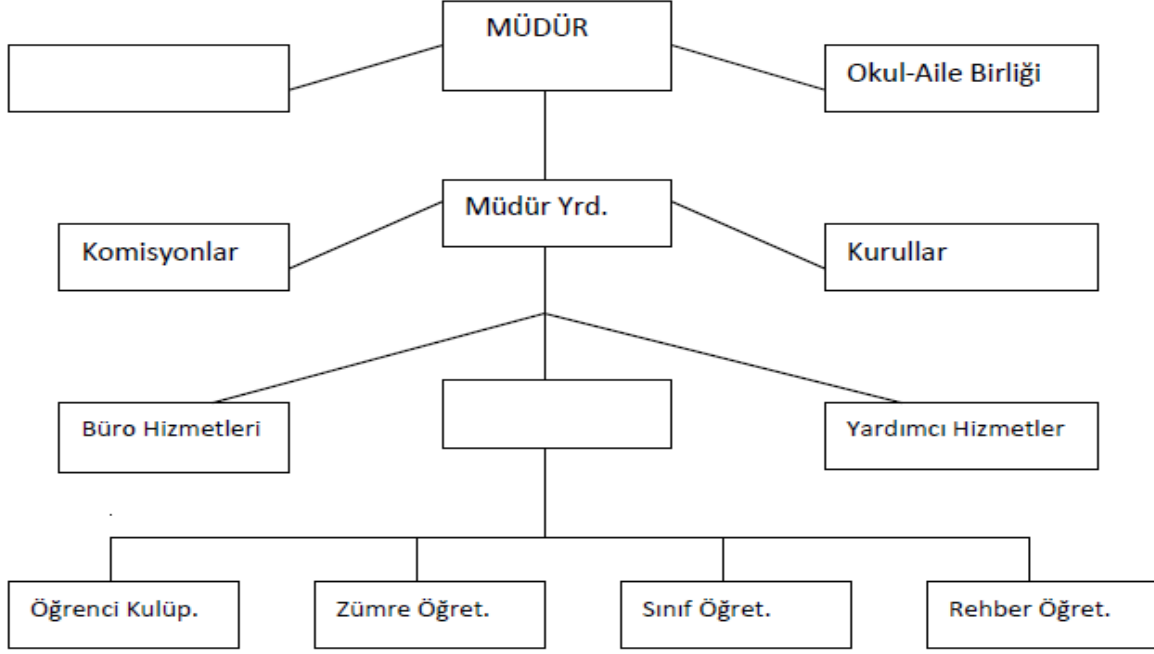 MÜDÜR
Okul-Aile Birliği
Müdür Yrd.
Komisyonlar
Kurullar
Büro Hizmetleri
Yardımcı Hizmetler
.
Öğrenci Kulüp.
Zümre Öğret.
Sınıf Öğret.
Rehber Öğret.